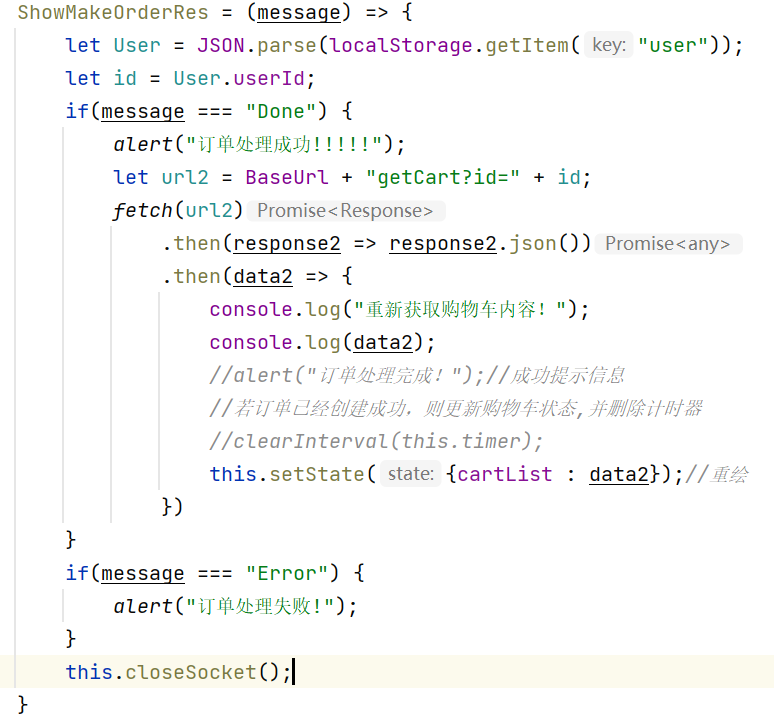 ShowMakeOrderRes = (message) => {
let User = JSON.parse(localStorage.getItem( key: "user"));
let id = User.userId;
if(message === "Done") {
alert("订单处理成功!!!!!");
let url2 = BaseUrl + "getCart?id=" + id;
fetch(url2) Promise<Response>
.then(response2 => response2.json()) Promise<any>
.then(data2 => {
console.log("重新获取购物车内容！");
console.log(data2);
//alert("订单处理完成！");//成功提示信息
//若订单已经创建成功，则更新购物车状态,并删除计时器
//clearInterval(this.timer);
this.setState( state: {cartList : data2});//重绘
})
}
if(message === "Error") {
alert("订单处理失败!");
}
this.closeSocket();
}